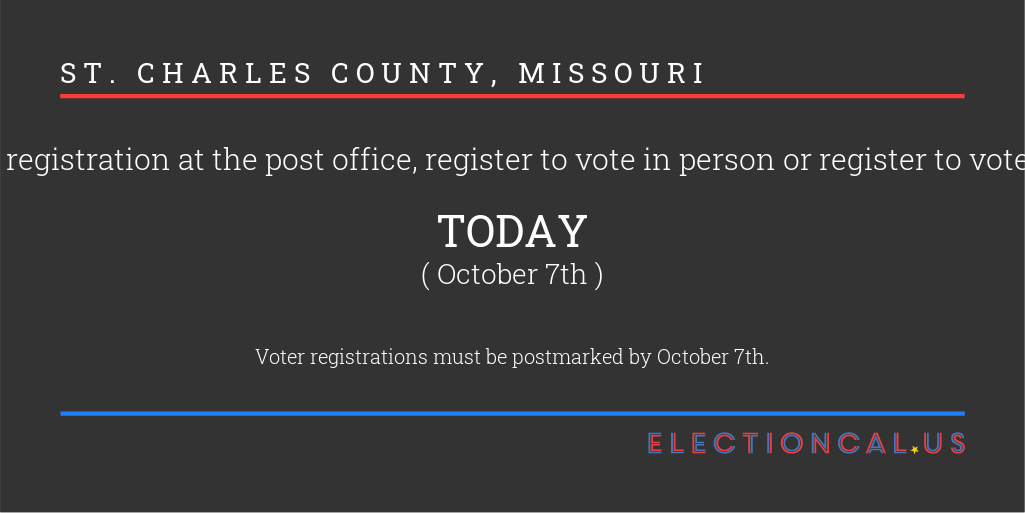 ST. CHARLES COUNTY, MISSOURI
registration at the post office, register to vote in person or register to vote
TODAY
( October 7th )
Voter registrations must be postmarked by October 7th.
ELECTIONCAL.US